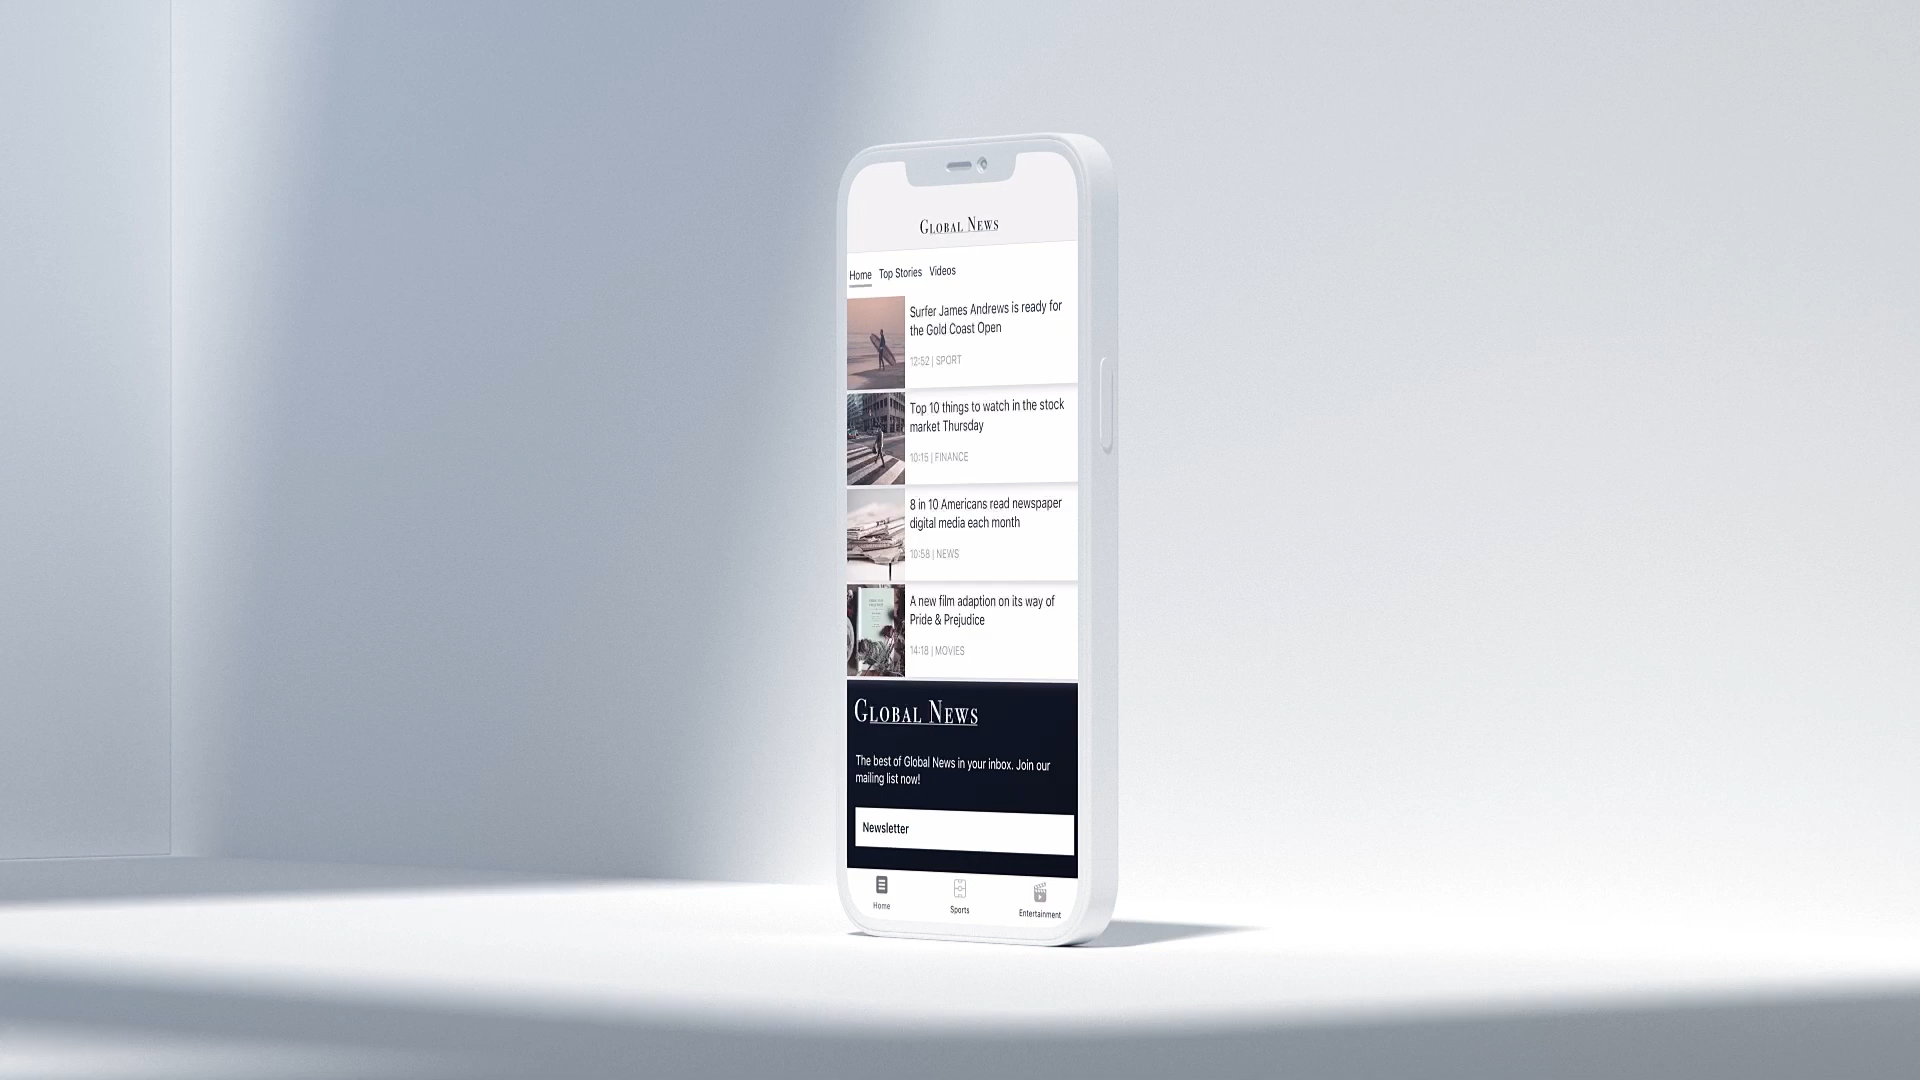 GLOBAL NEWS
Home Top Stories Videos
Surfer James Andrews is ready for
the Gold Coast Open
12:52 | SPORT
Top 10 things to watch in the stock
market Thursday
10:15 | FINANCE
8 in 10 Americans read newspaper
digital media each month
10:58 | NEWS
A new film adaption on its way of
Pride & Prejudice
14:18 | MOVIES
GLOBAL NEWS
The best of Global News in your inbox. Join our
mailing list now!
Newsletter
Home Sports Entertainment